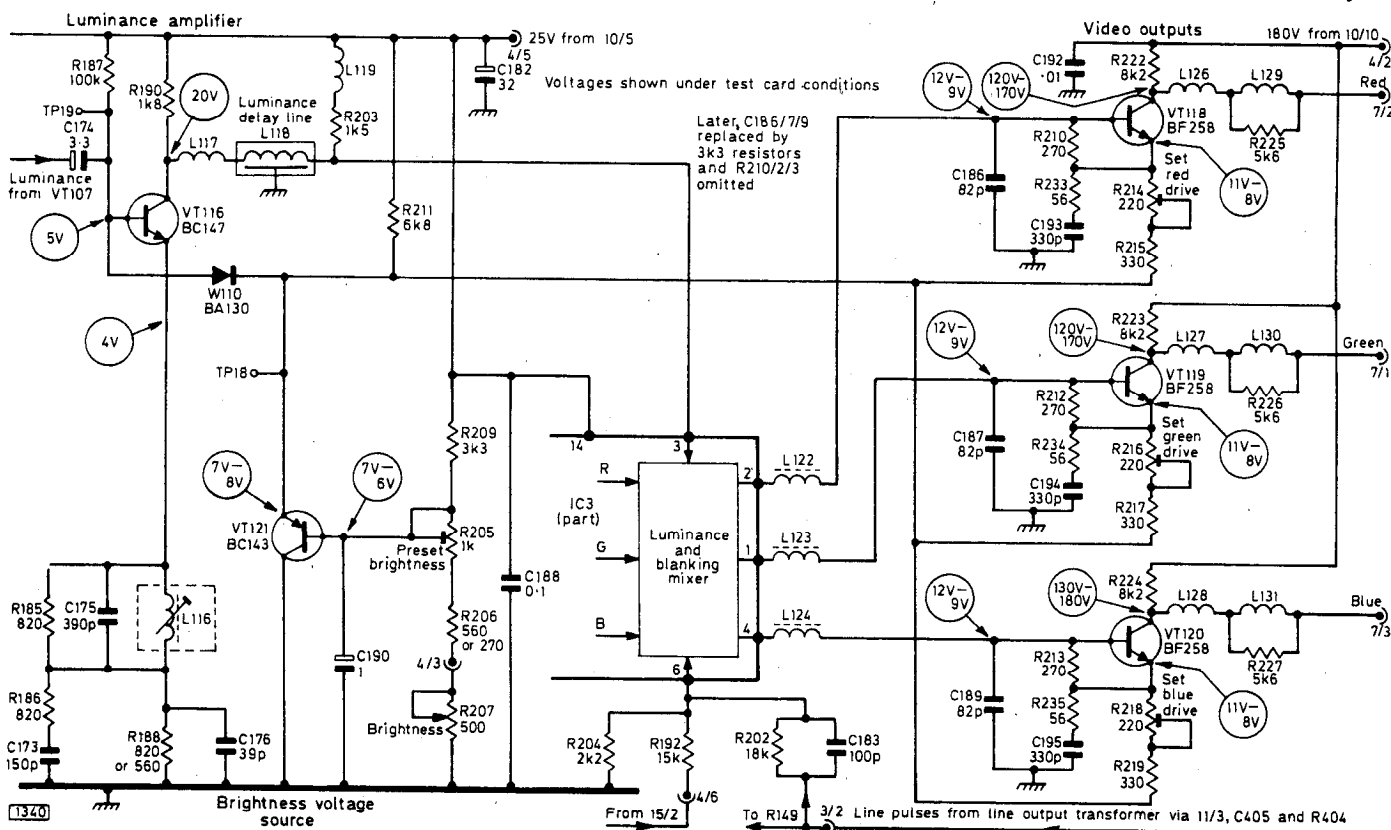 Luminance amplifier
25V from 10/5
4/5
Video outputs
180V from 10/10
4/2
R187
100k
R190
1k8
20V
L119
R203
1k5
C182
32
Voltages shown under test card conditions
TP19
C174
3·3
Luminance
from VT107
L117
Luminance
delay line
L118
VT116
BC147
5V
R211
6k8
W110
BA130
4V
TP18
Later, C186/7/9
replaced by
3k3 resistors
and R210/2/3
omitted
12V–
9V
120V–
170V
C192
·01
R222
8k2
L126
L129
Red
7/2
VT118
BF258
R225
5k6
R210
270
C186
82p
R233
56
C193
330p
Set
red
drive
R214
220
11V–
8V
R215
330
12V–
9V
120V–
170V
R223
8k2
L127
L130
Green
7/1
VT119
BF258
R226
5k6
R212
270
C187
82p
R234
56
C194
330p
Set
green
drive
R216
220
11V–
8V
R217
330
12V–
9V
130V–
180V
R224
8k2
L128
L131
Blue
7/3
VT120
BF258
R227
5k6
R213
270
C189
82p
R235
56
C195
330p
Set
blue
drive
R218
220
11V–
8V
R219
330
7V–
8V
7V–
6V
VT121
BC143
R209
3k3
R205
1k
Preset
brightness
R206
560
or 270
4/3
R207
500
Brightness
C190
1
C188
0·1
14
3
R
G
B
IC3
(part)
Luminance
and
blanking
mixer
2
1
4
6
L122
L123
L124
R185
820
C175
390p
L116
R186
820
C173
150p
R188
820
or 560
C176
39p
R204
2k2
R192
15k
R202
18k
C183
100p
4/6
1340
Brightness voltage
source
From 15/2
To R149
3/2 Line pulses from line output transformer via 11/3, C405 and R404